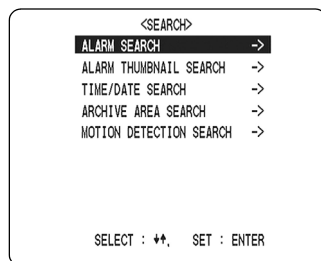 <SEARCH>
ALARM SEARCH ->
ALARM THUMBNAIL SEARCH ->
TIME/DATE SEARCH ->
ARCHIVE AREA SEARCH ->
MOTION DETECTION SEARCH ->
SELECT : ↓↑, SET : ENTER